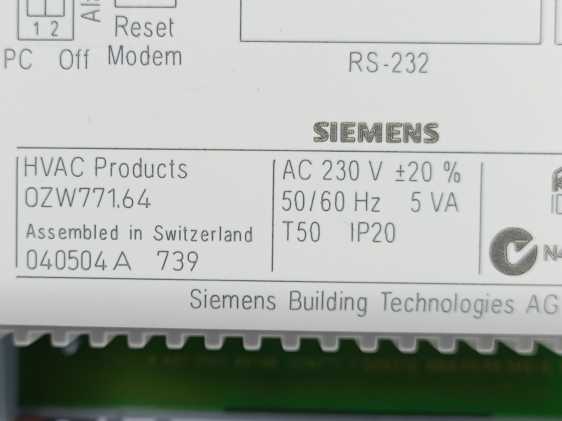 1 2
Reset
PC Off Modem
RS-232
SIEMENS
HVAC Products
OZW771.64
Assembled in Switzerland
040504 A 739
AC 230 V ±20 %
50/60 Hz 5 VA
T50 IP20
Siemens Building Technologies AG